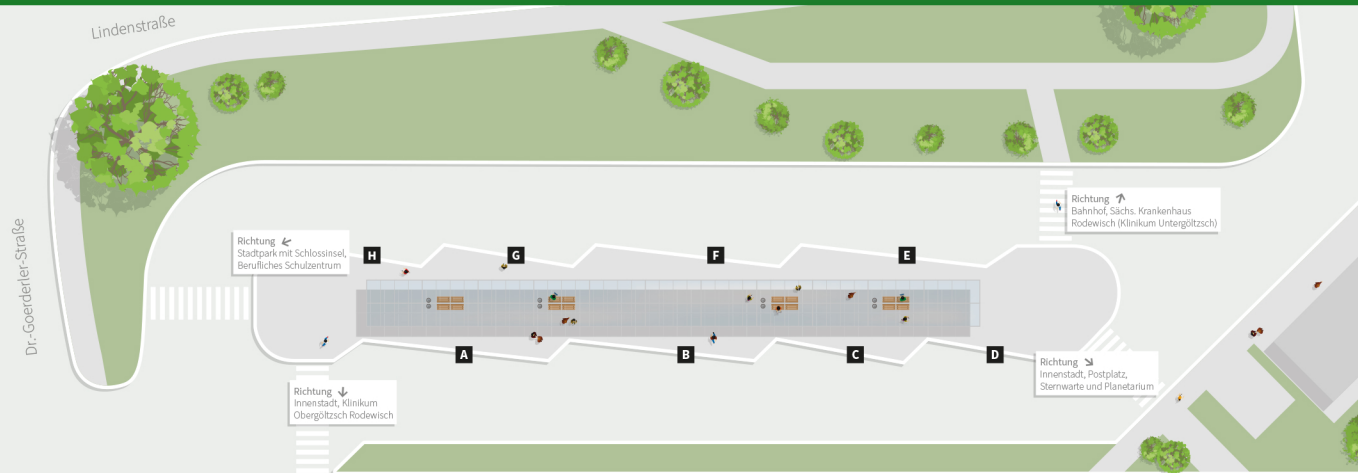 Lindenstraße
Dr.-Goerderler-Straße
Richtung
Bahnhof, Sächs. Krankenhaus
Rodewisch (Klinikum Untergöltzsch)
Richtung
Stadtpark mit Schlossinsel,
Berufliches Schulzentrum
H
G
F
E
A
B
C
D
Richtung
Innenstadt, Postplatz,
Sternwarte und Planetarium
Richtung
Innenstadt, Klinikum
Obergöltzsch Rodewisch